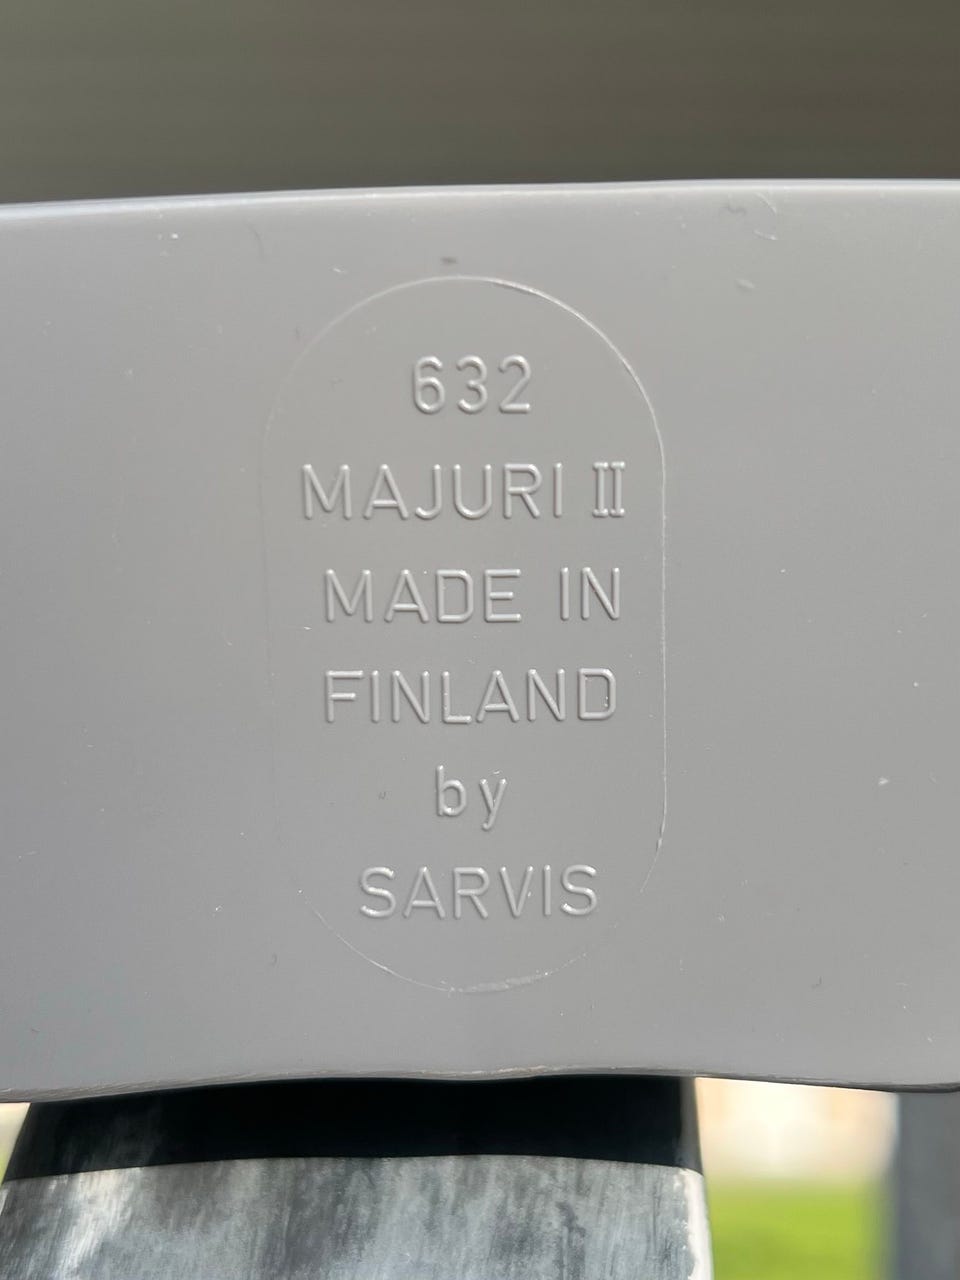 632
MAJURI II
MADE IN
FINLAND
by
SARVIS